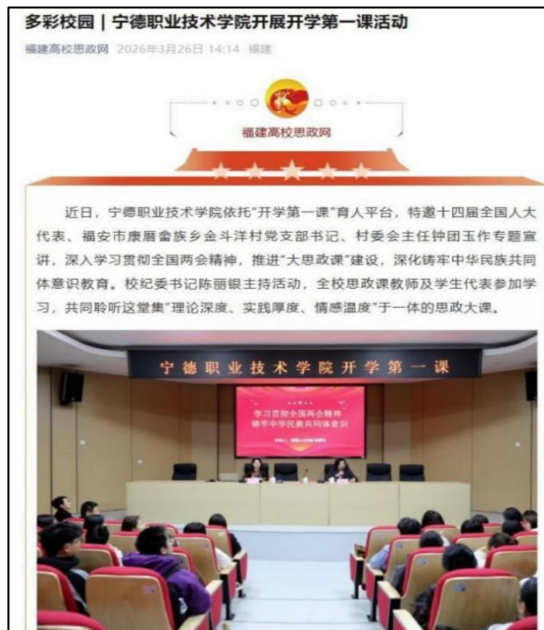 多彩校园 | 宁德职业技术学院开展开学第一课活动
福建高校思政网 2026年3月26日 14:14 福建
福建高校思政网
近日，宁德职业技术学院依托“开学第一课”育人平台，特邀十四届全国人大
代表、福安市康厝畲族乡金斗洋村党支部书记、村委会主任钟团玉作专题宣
讲，深入学习贯彻全国两会精神，推进“大思政课”建设，深化铸牢中华民族共同
体意识教育。校纪委书记陈丽银主持活动，全校思政课教师及学生代表参加学
习，共同聆听这堂集“理论深度、实践厚度、情感温度”于一体的思政大课。
宁德职业技术学院开学第一课
学习贯彻全国两会精神
铸牢中华民族共同体意识